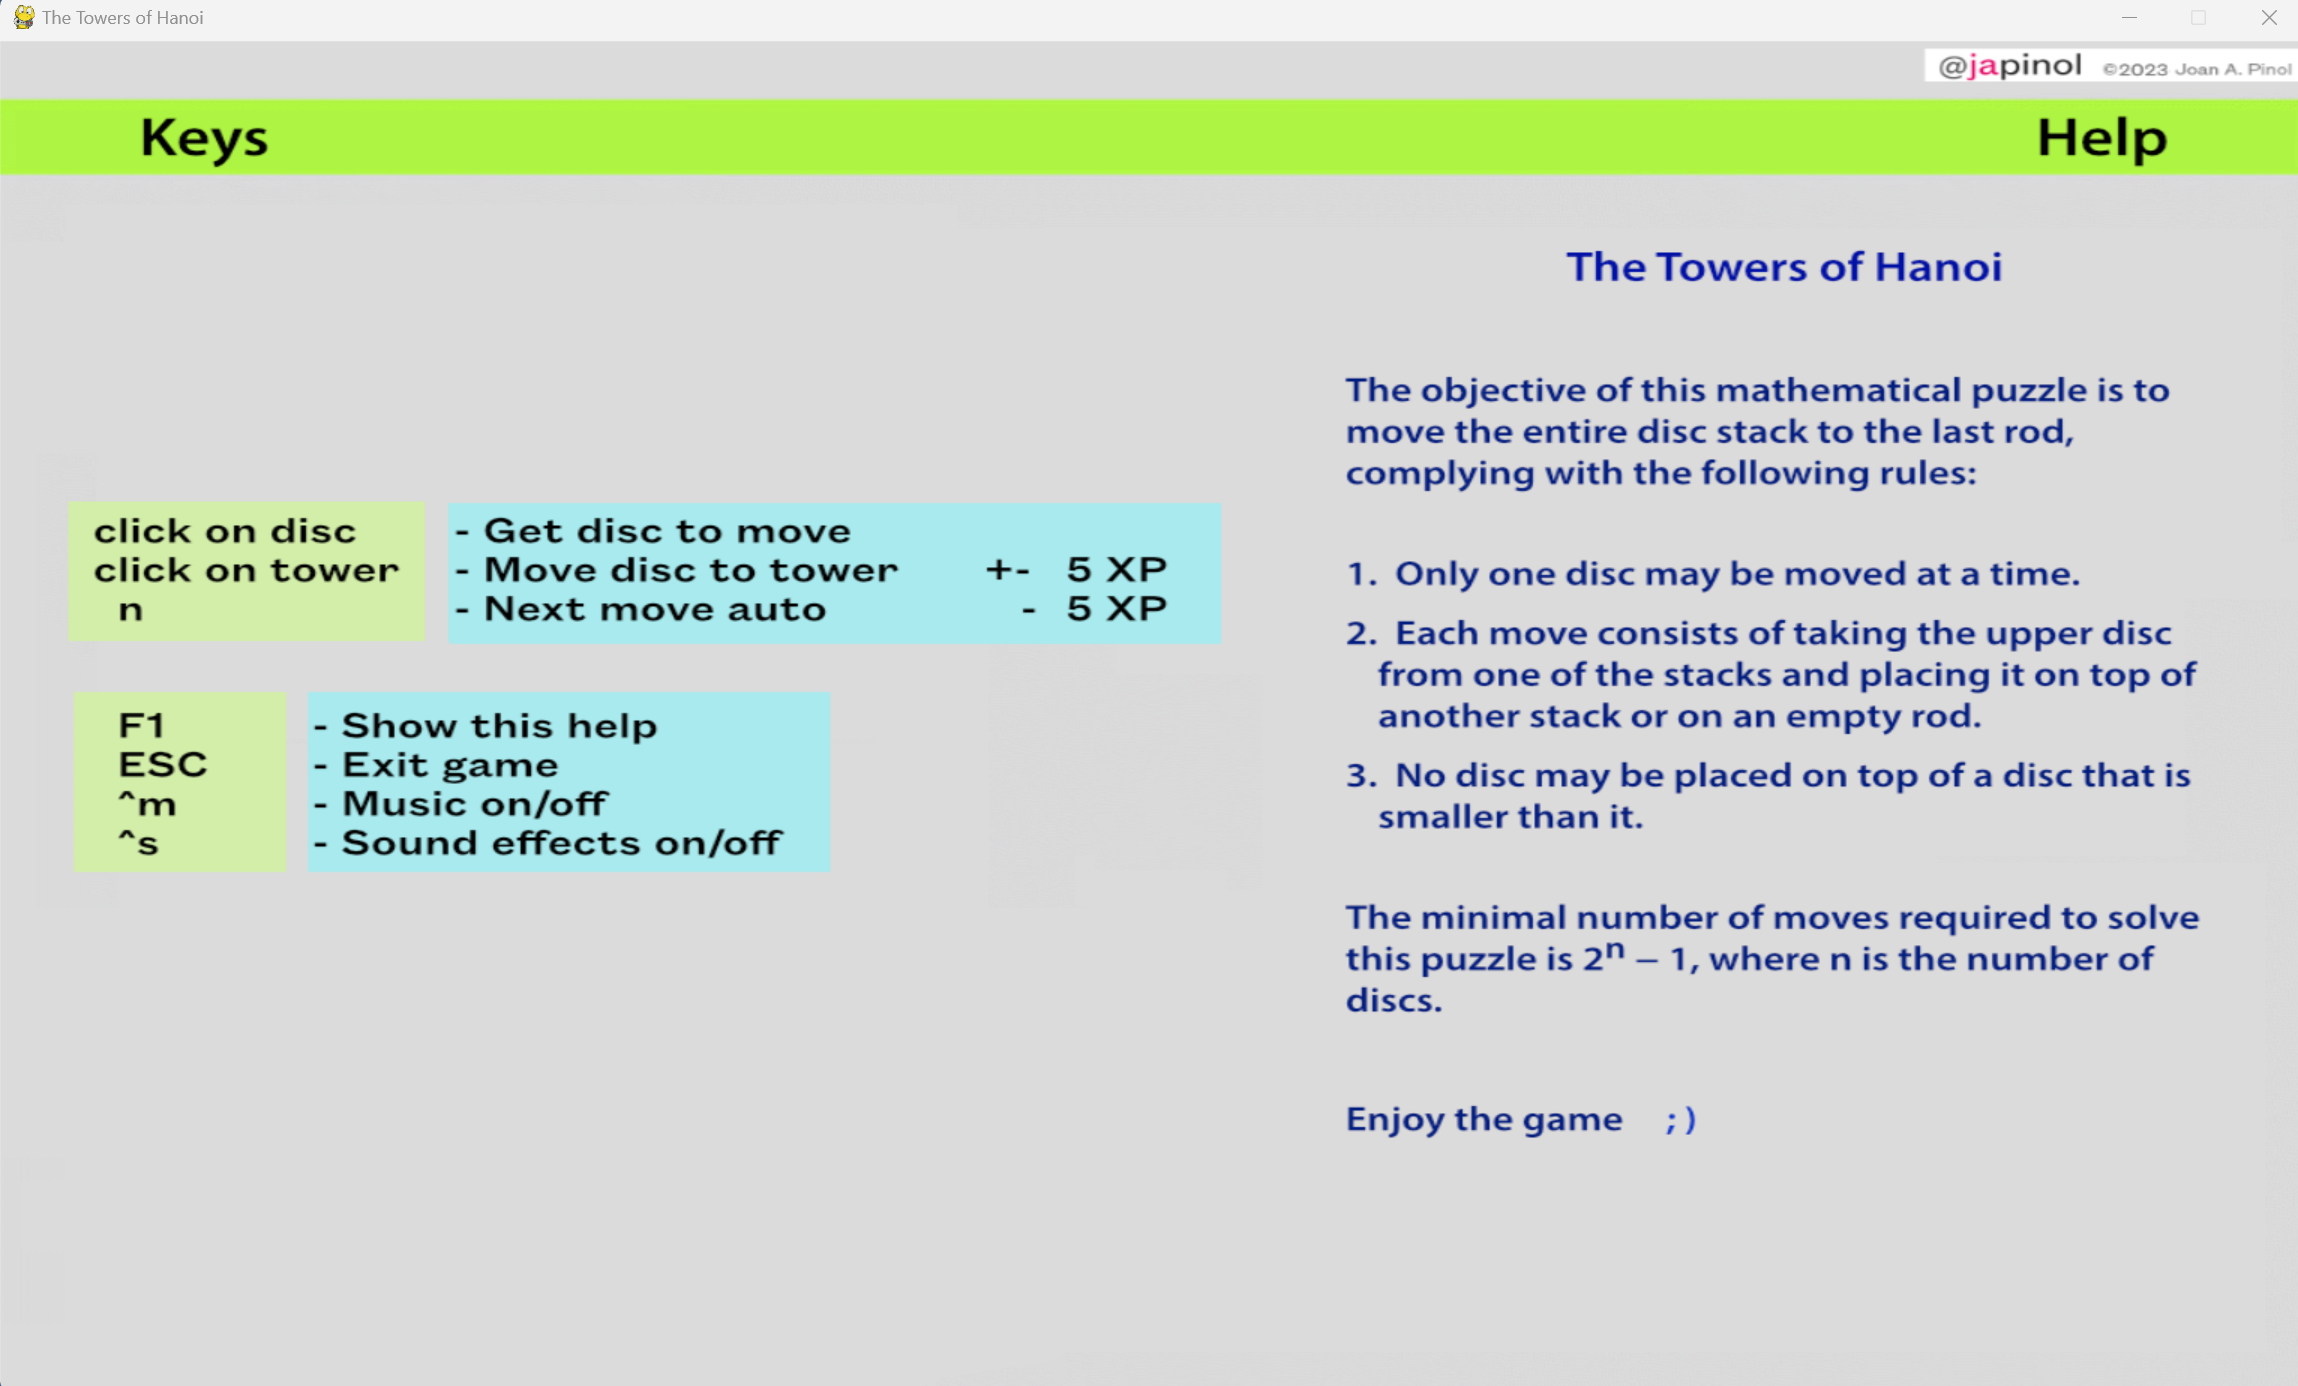 The Towers of Hanoi
@japinol ©2023 Joan A. Pinol
Keys
Help
click on disc - Get disc to move
click on tower - Move disc to tower +- 5 XP
n - Next move auto - 5 XP
F1 - Show this help
ESC - Exit game
^m - Music on/off
^s - Sound effects on/off
The Towers of Hanoi
The objective of this mathematical puzzle is to
move the entire disc stack to the last rod,
complying with the following rules:
1. Only one disc may be moved at a time.
2. Each move consists of taking the upper disc
from one of the stacks and placing it on top of
another stack or on an empty rod.
3. No disc may be placed on top of a disc that is
smaller than it.
The minimal number of moves required to solve
this puzzle is 2ⁿ – 1, where n is the number of
discs.
Enjoy the game ;)